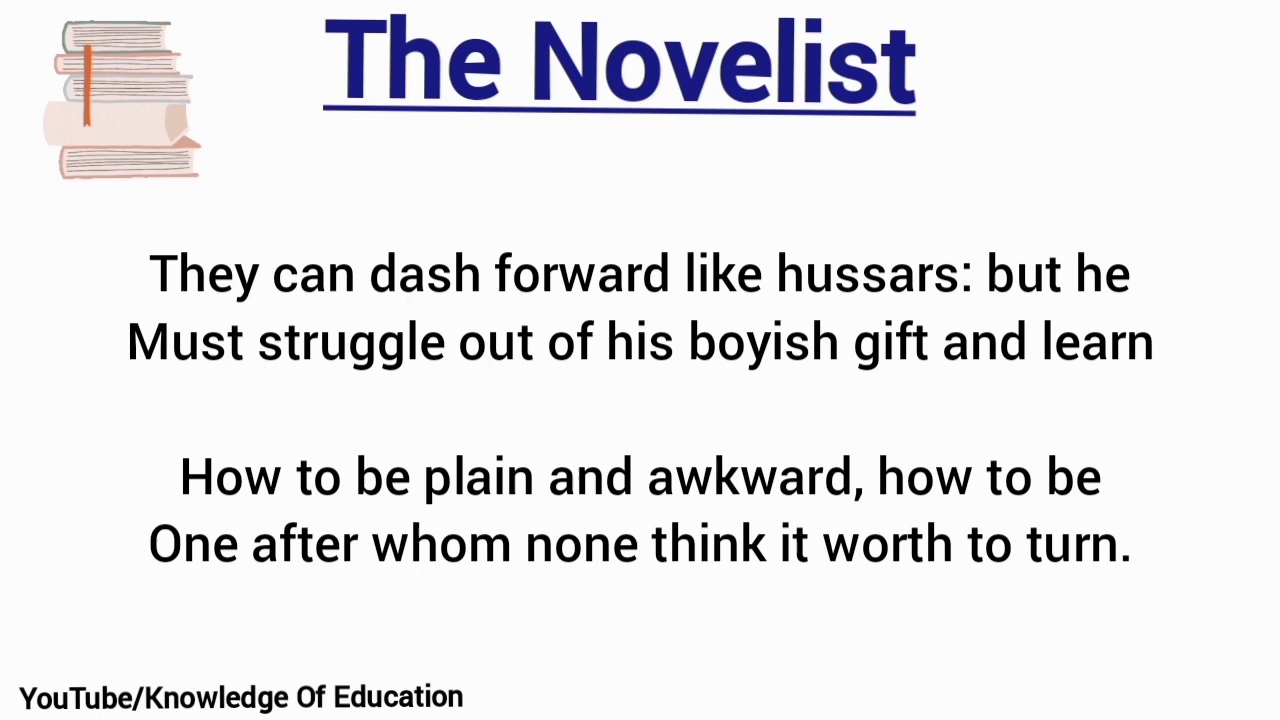 The Novelist
They can dash forward like hussars: but he
Must struggle out of his boyish gift and learn
How to be plain and awkward, how to be
One after whom none think it worth to turn.
YouTube/Knowledge Of Education